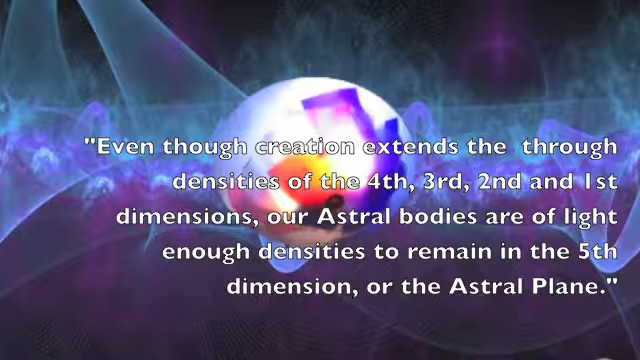 "Even though creation extends the  through
densities of the 4th, 3rd, 2nd and 1st
dimensions, our Astral bodies are of light
enough densities to remain in the 5th
dimension, or the Astral Plane."